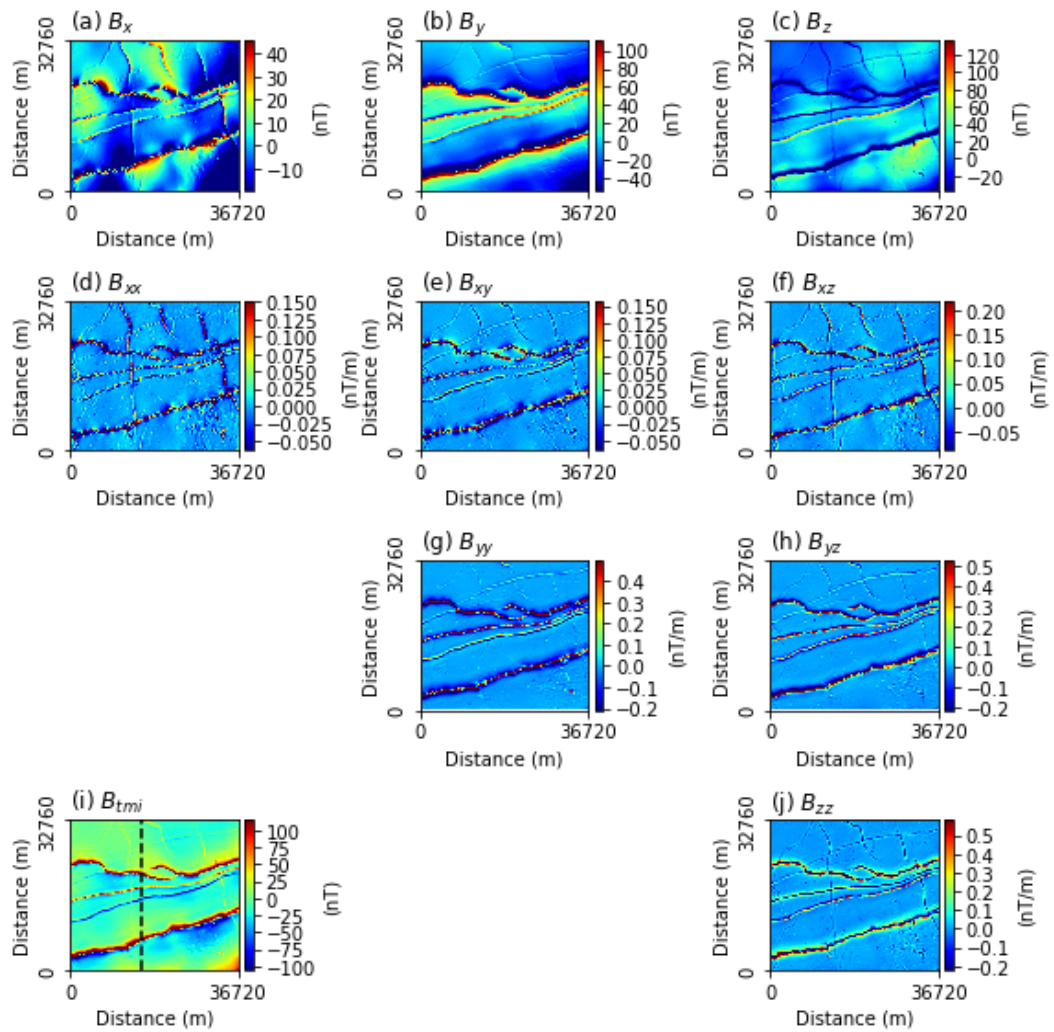 (a) Bx
32760
Distance (m)
0
0 36720
Distance (m)
40
30
20
10
0
−10
(nT)
(b) By
32760
Distance (m)
0
0 36720
Distance (m)
100
80
60
40
20
0
−20
−40
(nT)
(c) Bz
32760
Distance (m)
0
0 36720
Distance (m)
120
100
80
60
40
20
0
−20
(nT)
(d) Bxx
32760
Distance (m)
0
0 36720
Distance (m)
0.150
0.125
0.100
0.075
0.050
0.025
0.000
−0.025
−0.050
(nT/m)
(e) Bxy
32760
Distance (m)
0
0 36720
Distance (m)
0.150
0.125
0.100
0.075
0.050
0.025
0.000
−0.025
−0.050
(nT/m)
(f) Bxz
32760
Distance (m)
0
0 36720
Distance (m)
0.20
0.15
0.10
0.05
0.00
−0.05
(nT/m)
(g) Byy
32760
Distance (m)
0
0 36720
Distance (m)
0.4
0.3
0.2
0.1
0.0
−0.1
−0.2
(nT/m)
(h) Byz
32760
Distance (m)
0
0 36720
Distance (m)
0.5
0.4
0.3
0.2
0.1
0.0
−0.1
−0.2
(nT/m)
(i) Btmi
32760
Distance (m)
0
0 36720
Distance (m)
100
75
50
25
0
−25
−50
−75
−100
(nT)
(j) Bzz
32760
Distance (m)
0
0 36720
Distance (m)
0.5
0.4
0.3
0.2
0.1
0.0
−0.1
−0.2
(nT/m)